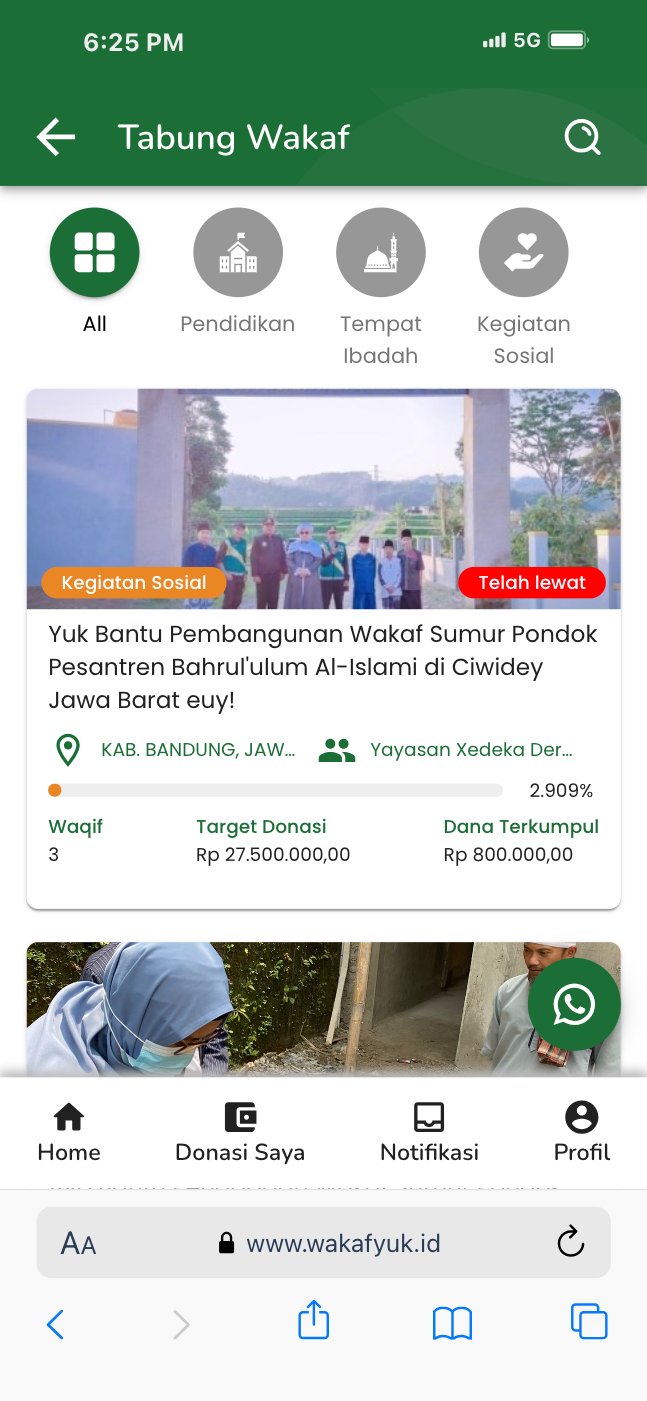 6:25 PM
5G
Tabung Wakaf
All
Pendidikan
Tempat
Ibadah
Kegiatan
Sosial
Kegiatan Sosial
Telah lewat
Yuk Bantu Pembangunan Wakaf Sumur Pondok
Pesantren Bahrul'ulum Al-Islami di Ciwidey
Jawa Barat euy!
KAB. BANDUNG, JAW...
Yayasan Xedeka Der...
2.909%
Waqif
Target Donasi
Dana Terkumpul
3
Rp 27.500.000,00
Rp 800.000,00
Home
Donasi Saya
Notifikasi
Profil
AA
www.wakafyuk.id